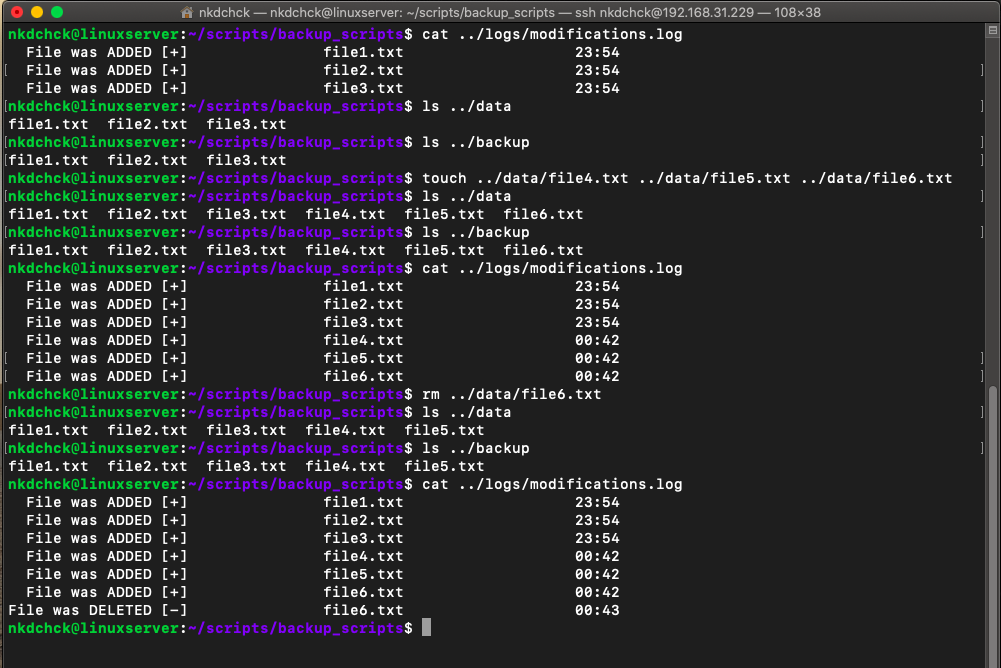 nkdchck — nkdchck@linuxserver: ~/scripts/backup_scripts — ssh nkdchck@192.168.31.229 — 108×38
nkdchck@linuxserver:~/scripts/backup_scripts$ cat ../logs/modifications.log
  File was ADDED [+]               file1.txt                   23:54
[ File was ADDED [+]               file2.txt                   23:54 ]
  File was ADDED [+]               file3.txt                   23:54
[nkdchck@linuxserver:~/scripts/backup_scripts$ ls ../data ]
file1.txt  file2.txt  file3.txt
[nkdchck@linuxserver:~/scripts/backup_scripts$ ls ../backup ]
[file1.txt  file2.txt  file3.txt ]
nkdchck@linuxserver:~/scripts/backup_scripts$ touch ../data/file4.txt ../data/file5.txt ../data/file6.txt
[nkdchck@linuxserver:~/scripts/backup_scripts$ ls ../data ]
file1.txt  file2.txt  file3.txt  file4.txt  file5.txt  file6.txt
[nkdchck@linuxserver:~/scripts/backup_scripts$ ls ../backup ]
file1.txt  file2.txt  file3.txt  file4.txt  file5.txt  file6.txt
nkdchck@linuxserver:~/scripts/backup_scripts$ cat ../logs/modifications.log
  File was ADDED [+]               file1.txt                   23:54
  File was ADDED [+]               file2.txt                   23:54
  File was ADDED [+]               file3.txt                   23:54
  File was ADDED [+]               file4.txt                   00:42
[ File was ADDED [+]               file5.txt                   00:42 ]
[ File was ADDED [+]               file6.txt                   00:42 ]
nkdchck@linuxserver:~/scripts/backup_scripts$ rm ../data/file6.txt
[nkdchck@linuxserver:~/scripts/backup_scripts$ ls ../data ]
file1.txt  file2.txt  file3.txt  file4.txt  file5.txt
[nkdchck@linuxserver:~/scripts/backup_scripts$ ls ../backup ]
file1.txt  file2.txt  file3.txt  file4.txt  file5.txt
nkdchck@linuxserver:~/scripts/backup_scripts$ cat ../logs/modifications.log
  File was ADDED [+]               file1.txt                   23:54
  File was ADDED [+]               file2.txt                   23:54
  File was ADDED [+]               file3.txt                   23:54
  File was ADDED [+]               file4.txt                   00:42
  File was ADDED [+]               file5.txt                   00:42
  File was ADDED [+]               file6.txt                   00:42
File was DELETED [-]               file6.txt                   00:43
nkdchck@linuxserver:~/scripts/backup_scripts$